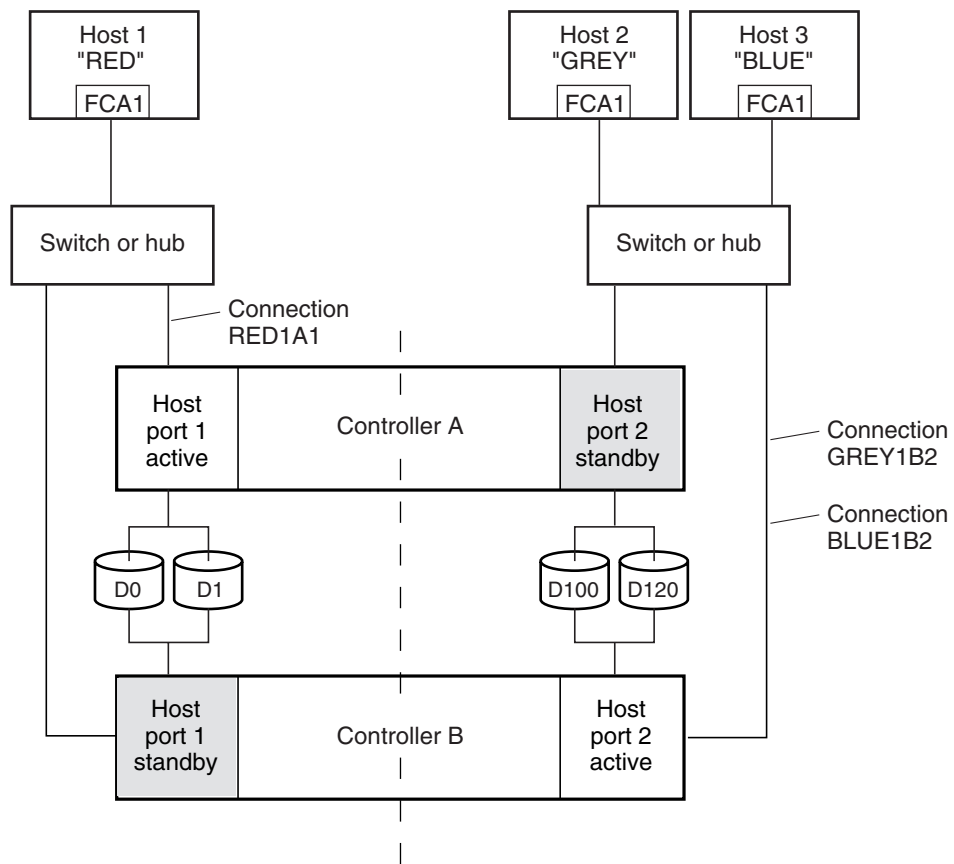 Host 1
"RED"
FCA1
Host 2
"GREY"
FCA1
Host 3
"BLUE"
FCA1
Switch or hub
Switch or hub
Connection
RED1A1
Host
port 1
active
Controller A
Host
port 2
standby
Connection
GREY1B2
Connection
BLUE1B2
D0
D1
D100
D120
Host
port 1
standby
Controller B
Host
port 2
active